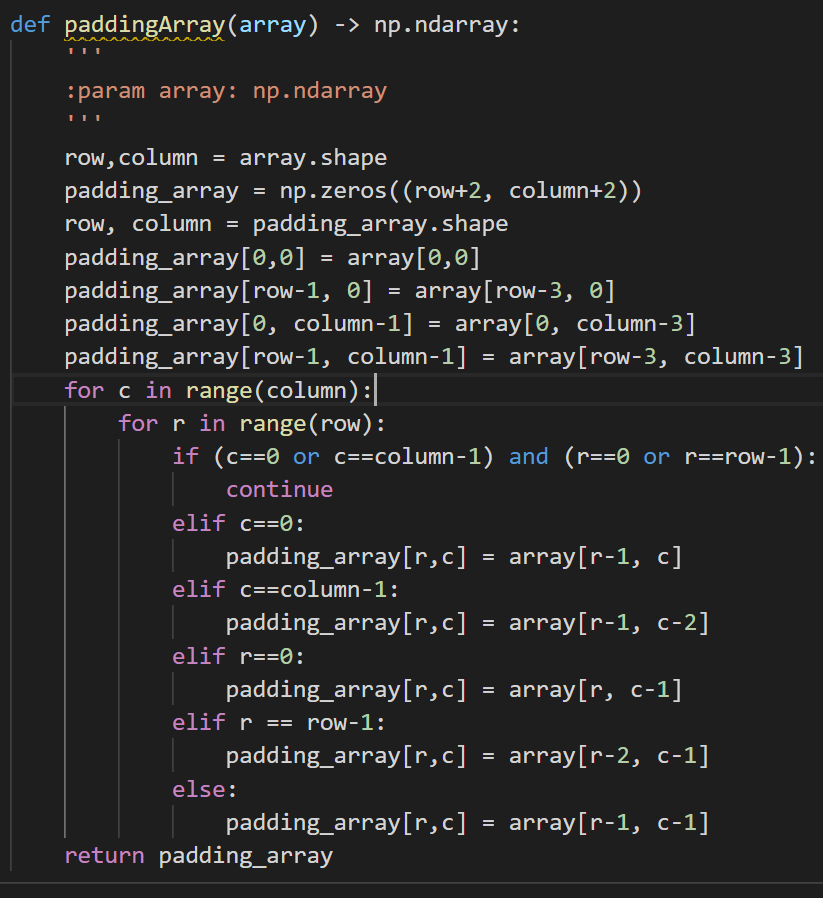 def paddingArray(array) -> np.ndarray:
    '''
    :param array: np.ndarray
    '''
    row,column = array.shape
    padding_array = np.zeros((row+2, column+2))
    row, column = padding_array.shape
    padding_array[0,0] = array[0,0]
    padding_array[row-1, 0] = array[row-3, 0]
    padding_array[0, column-1] = array[0, column-3]
    padding_array[row-1, column-1] = array[row-3, column-3]
    for c in range(column):
        for r in range(row):
            if (c==0 or c==column-1) and (r==0 or r==row-1):
                continue
            elif c==0:
                padding_array[r,c] = array[r-1, c]
            elif c==column-1:
                padding_array[r,c] = array[r-1, c-2]
            elif r==0:
                padding_array[r,c] = array[r, c-1]
            elif r == row-1:
                padding_array[r,c] = array[r-2, c-1]
            else:
                padding_array[r,c] = array[r-1, c-1]
    return padding_array